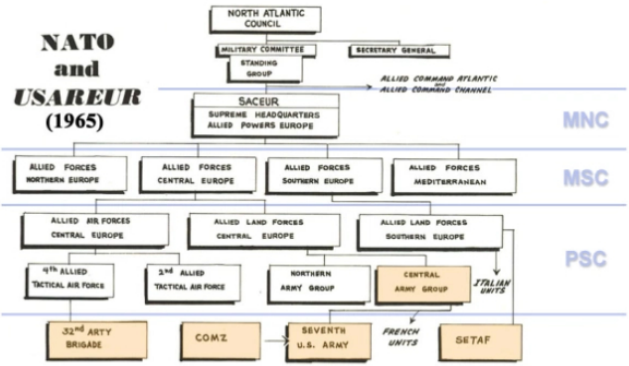 NATO
and
USAREUR
(1965)
NORTH ATLANTIC
COUNCIL
MILITARY COMMITTEE
SECRETARY GENERAL
STANDING
GROUP
ALLIED COMMAND ATLANTIC
and
ALLIED COMMAND CHANNEL
SACEUR
SUPREME HEADQUARTERS
ALLIED POWERS EUROPE
MNC
ALLIED FORCES
NORTHERN EUROPE
ALLIED FORCES
CENTRAL EUROPE
ALLIED FORCES
SOUTHERN EUROPE
ALLIED FORCES
MEDITERRANEAN
MSC
ALLIED AIR FORCES
CENTRAL EUROPE
ALLIED LAND FORCES
CENTRAL EUROPE
ALLIED LAND FORCES
SOUTHERN EUROPE
PSC
4th ALLIED
TACTICAL AIR FORCE
2nd ALLIED
TACTICAL AIR FORCE
NORTHERN
ARMY GROUP
CENTRAL
ARMY GROUP
ITALIAN
UNITS
32nd ARTY
BRIGADE
COMZ
SEVENTH
U.S. ARMY
FRENCH
UNITS
SETAF